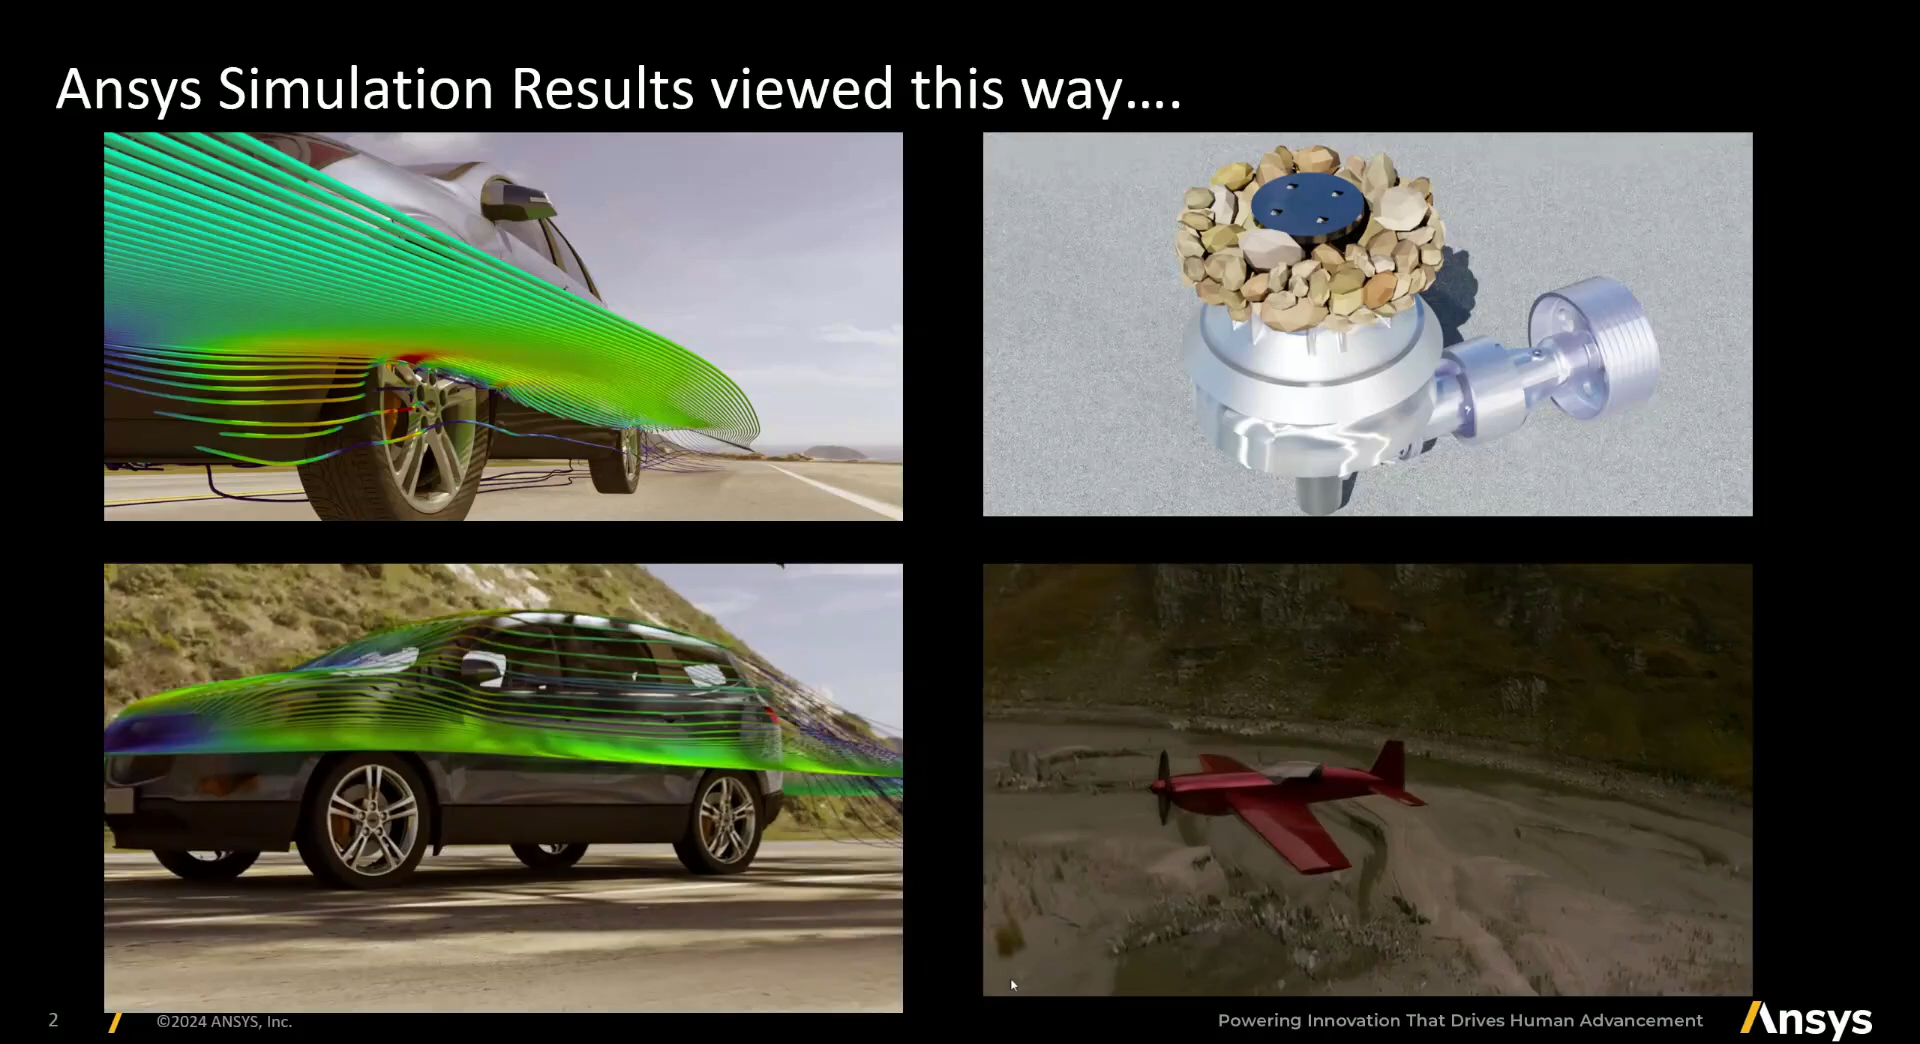 Ansys Simulation Results viewed this way....
2
©2024 ANSYS, Inc.
Powering Innovation That Drives Human Advancement
Ansys